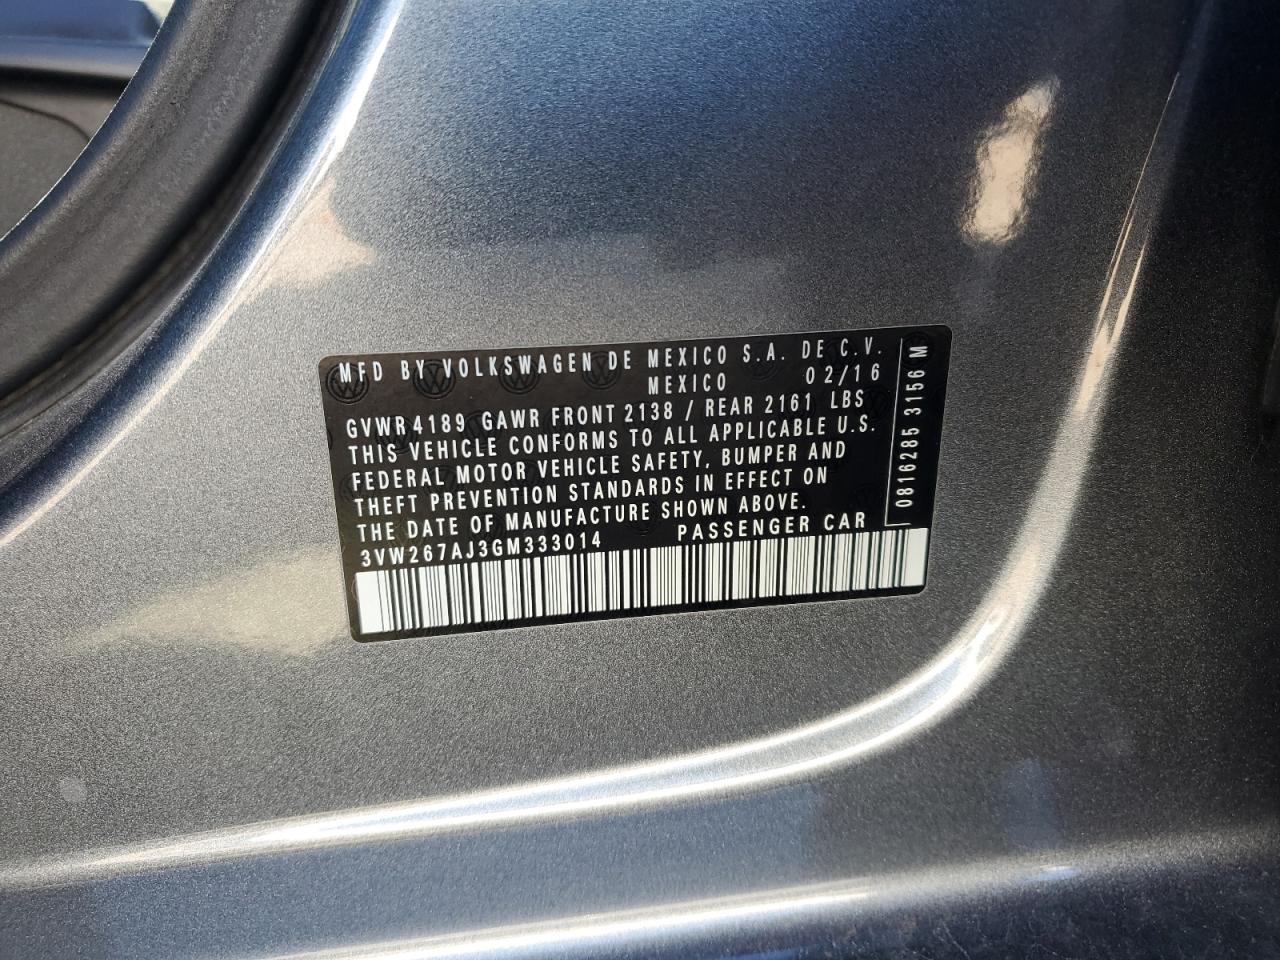 MFD BY VOLKSWAGEN DE MEXICO S.A. DE C.V.
MEXICO 02/16
GVWR 4189 GAWR FRONT 2138 / REAR 2161 LBS
THIS VEHICLE CONFORMS TO ALL APPLICABLE U.S.
FEDERAL MOTOR VEHICLE SAFETY, BUMPER AND
THEFT PREVENTION STANDARDS IN EFFECT ON
THE DATE OF MANUFACTURE SHOWN ABOVE.
3VW267AJ3GM333014 PASSENGER CAR
0816285 3156 M